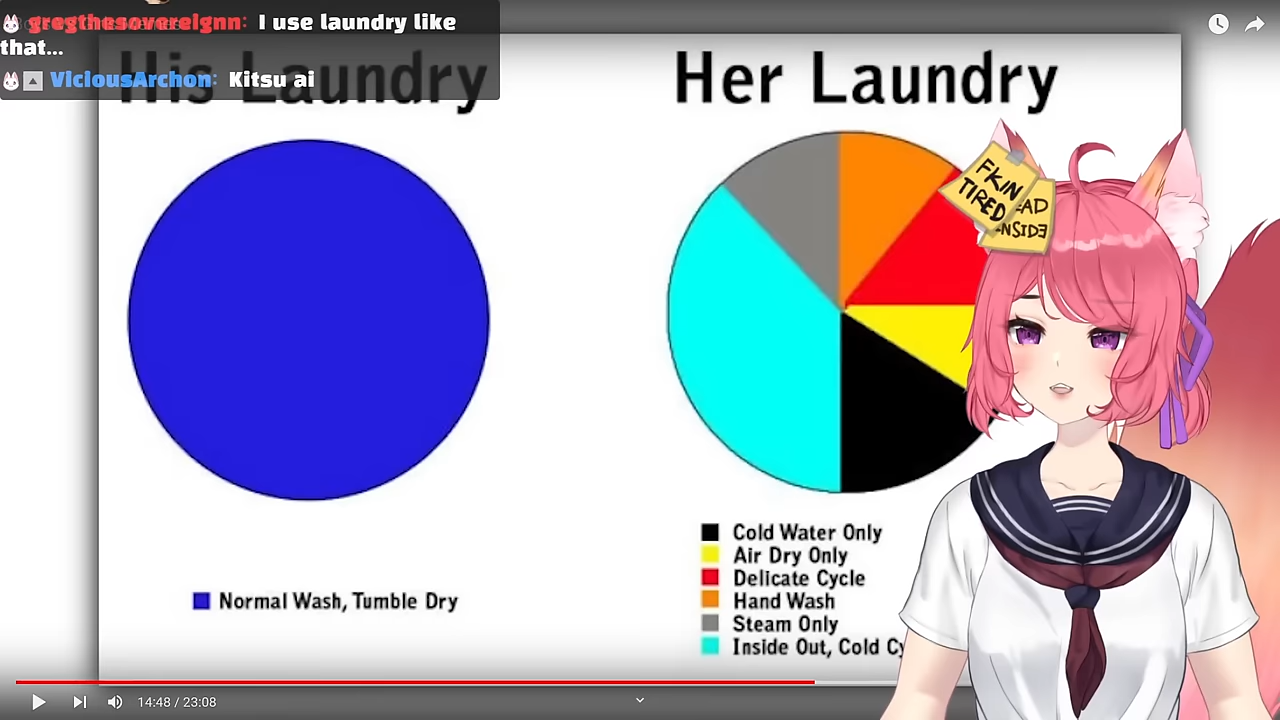 gregthesovereignn: I use laundry like
that...
ViciousArchon: Kitsu ai
His Laundry
Her Laundry
FKIN
TIRED
EAD
INSIDE
Cold Water Only
Air Dry Only
Delicate Cycle
Hand Wash
Steam Only
Inside Out, Cold Cy
Normal Wash, Tumble Dry
14:48 / 23:08